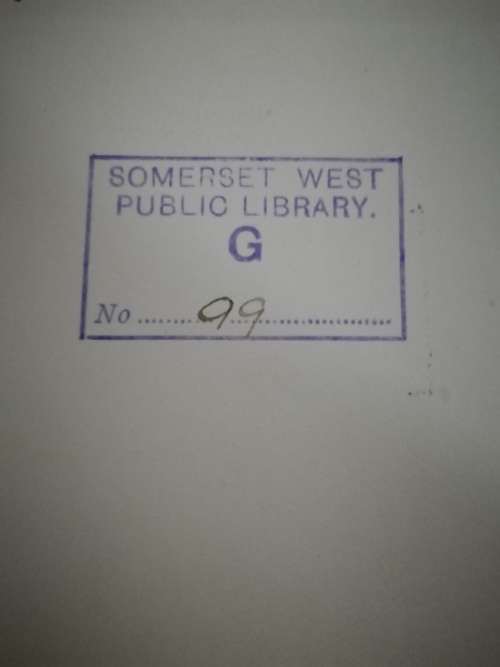 SOMERSET WEST
PUBLIC LIBRARY.
G
No ..................99..................